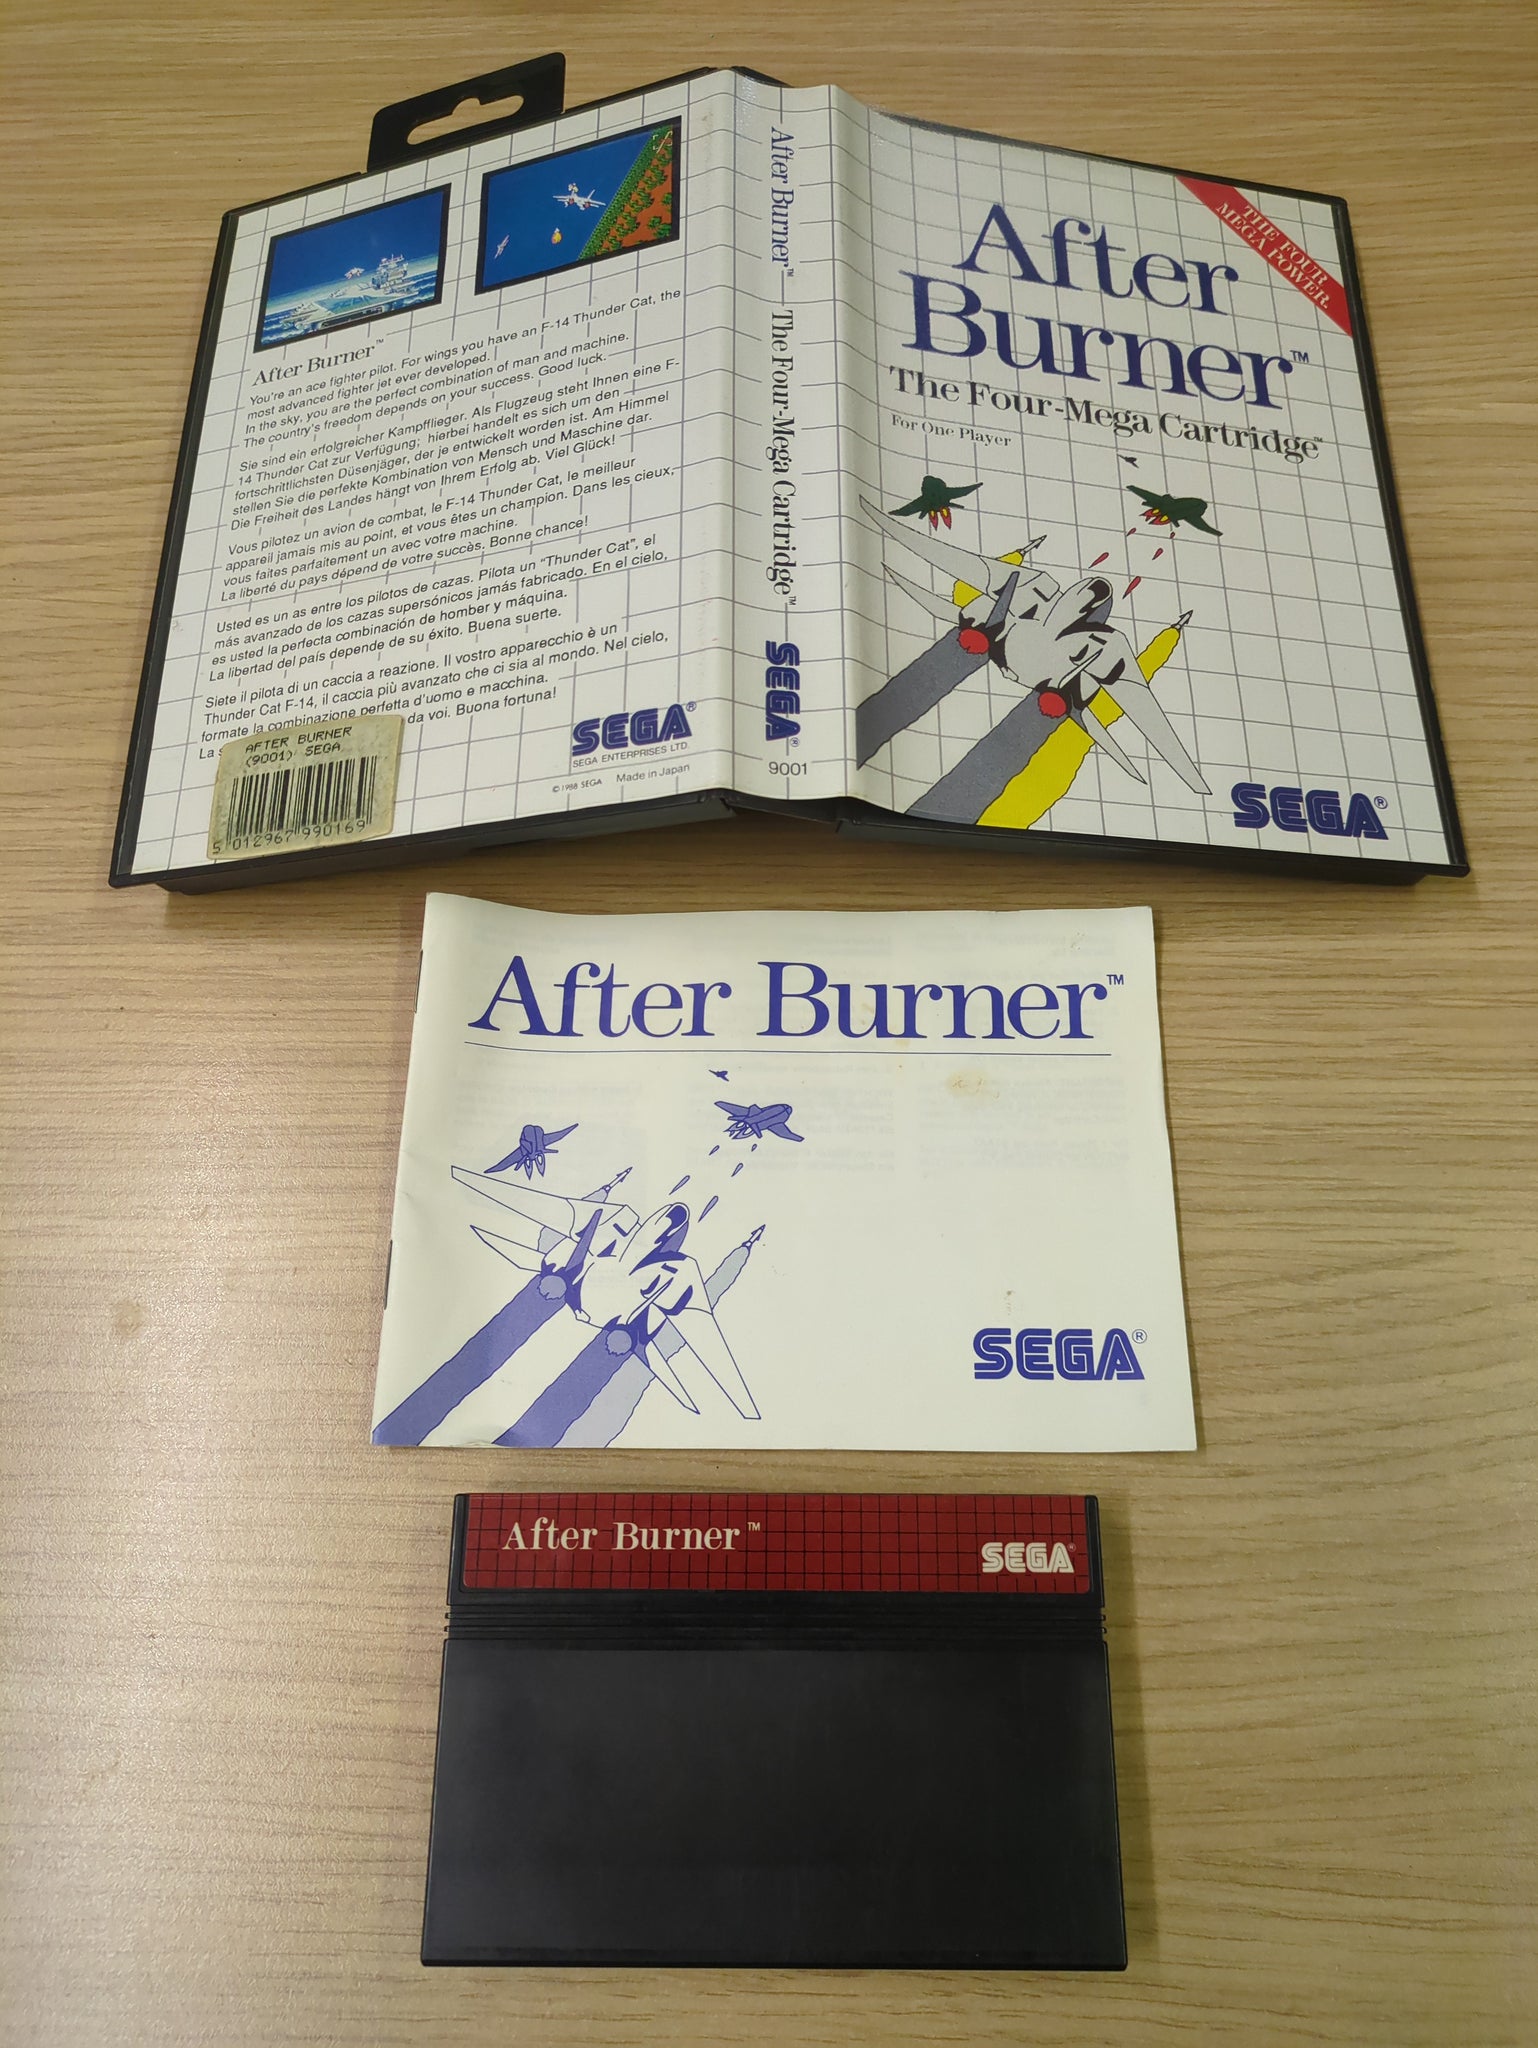 After Burner™
You're an ace fighter pilot. For wings you have an F-14 Thunder Cat, the
most advanced fighter jet ever developed.
In the sky, you are the perfect combination of man and machine.
The country's freedom depends on your success. Good luck.
Sie sind ein erfolgreicher Kampfflieger. Als Flugzeug steht Ihnen eine F-
14 Thunder Cat zur Verfügung; hierbei handelt es sich um den
fortschrittlichsten Düsenjäger, der je entwickelt worden ist. Am Himmel
stellen Sie die perfekte Kombination von Mensch und Maschine dar.
Die Freiheit des Landes hängt von Ihrem Erfolg ab. Viel Glück!
Vous pilotez un avion de combat, le F-14 Thunder Cat, le meilleur
appareil jamais mis au point, et vous êtes un champion. Dans les cieux,
vous faites parfaitement un avec votre machine.
La liberté du pays dépend de votre succès. Bonne chance!
Usted es un as entre los pilotos de cazas. Pilota un "Thunder Cat", el
más avanzado de los cazas supersónicos jamás fabricado. En el cielo,
es usted la perfecta combinación de homber y máquina.
La libertad del país depende de su éxito. Buena suerte.
Siete il pilota di un caccia a reazione. Il vostro apparecchio è un
Thunder Cat F-14, il caccia più avanzato che ci sia al mondo. Nel cielo,
formate la combinazione perfetta d'uomo e macchina.
La da voi. Buona fortuna!
AFTER BURNER
(9001) SEGA
5 012967 990169
SEGA®
SEGA ENTERPRISES LTD.
©1988 SEGA Made in Japan
After Burner™ The Four-Mega Cartridge™ SEGA®
9001
THE FOUR
MEGA POWER.
After
Burner™
The Four-Mega Cartridge™
For One Player
SEGA®
After Burner™
SEGA®
After Burner™
SEGA®